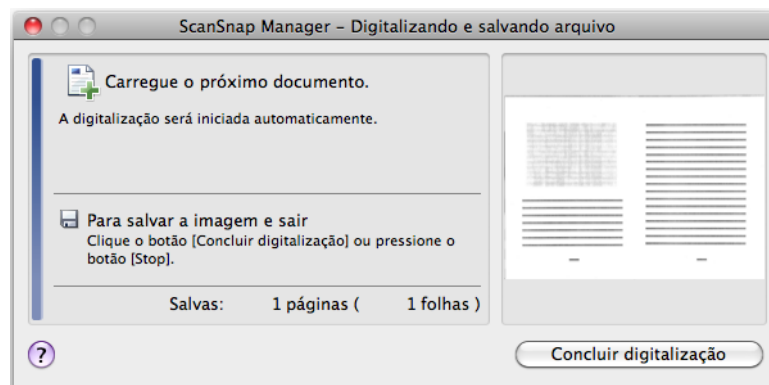 ScanSnap Manager – Digitalizando e salvando arquivo
Carregue o próximo documento.
A digitalização será iniciada automaticamente.
Para salvar a imagem e sair
Clique o botão [Concluir digitalização] ou pressione o
botão [Stop].
Salvas: 1 páginas ( 1 folhas )
? Concluir digitalização